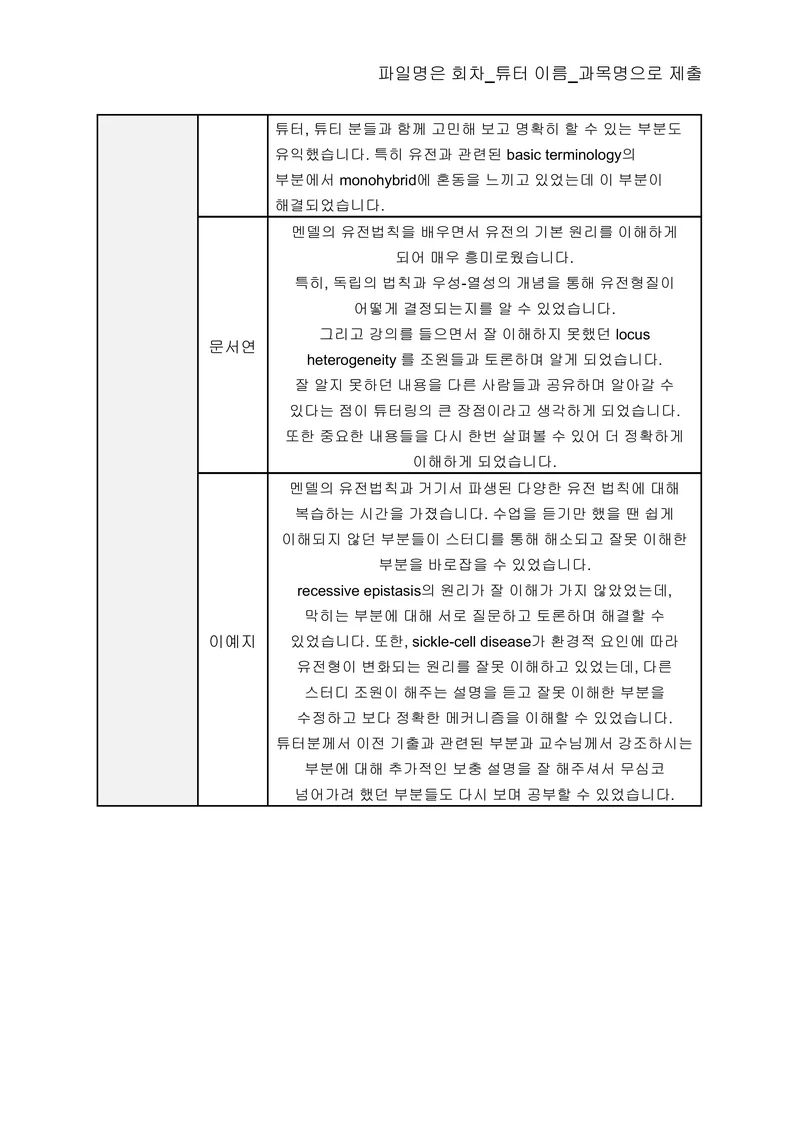 파일명은 회차_튜터 이름_과목명으로 제출
튜터, 튜티 분들과 함께 고민해 보고 명확히 할 수 있는 부분도
유익했습니다. 특히 유전과 관련된 basic terminology의
부분에서 monohybrid에 혼동을 느끼고 있었는데 이 부분이
해결되었습니다.
문서연
멘델의 유전법칙을 배우면서 유전의 기본 원리를 이해하게
되어 매우 흥미로웠습니다.
특히, 독립의 법칙과 우성-열성의 개념을 통해 유전형질이
어떻게 결정되는지를 알 수 있었습니다.
그리고 강의를 들으면서 잘 이해하지 못했던 locus
heterogeneity 를 조원들과 토론하며 알게 되었습니다.
잘 알지 못하던 내용을 다른 사람들과 공유하며 알아갈 수
있다는 점이 튜터링의 큰 장점이라고 생각하게 되었습니다.
또한 중요한 내용들을 다시 한번 살펴볼 수 있어 더 정확하게
이해하게 되었습니다.
이예지
멘델의 유전법칙과 거기서 파생된 다양한 유전 법칙에 대해
복습하는 시간을 가졌습니다. 수업을 듣기만 했을 땐 쉽게
이해되지 않던 부분들이 스터디를 통해 해소되고 잘못 이해한
부분을 바로잡을 수 있었습니다.
recessive epistasis의 원리가 잘 이해가 가지 않았었는데,
막히는 부분에 대해 서로 질문하고 토론하며 해결할 수
있었습니다. 또한, sickle-cell disease가 환경적 요인에 따라
유전형이 변화되는 원리를 잘못 이해하고 있었는데, 다른
스터디 조원이 해주는 설명을 듣고 잘못 이해한 부분을
수정하고 보다 정확한 메커니즘을 이해할 수 있었습니다.
튜터분께서 이전 기출과 관련된 부분과 교수님께서 강조하시는
부분에 대해 추가적인 보충 설명을 잘 해주셔서 무심코
넘어가려 했던 부분들도 다시 보며 공부할 수 있었습니다.